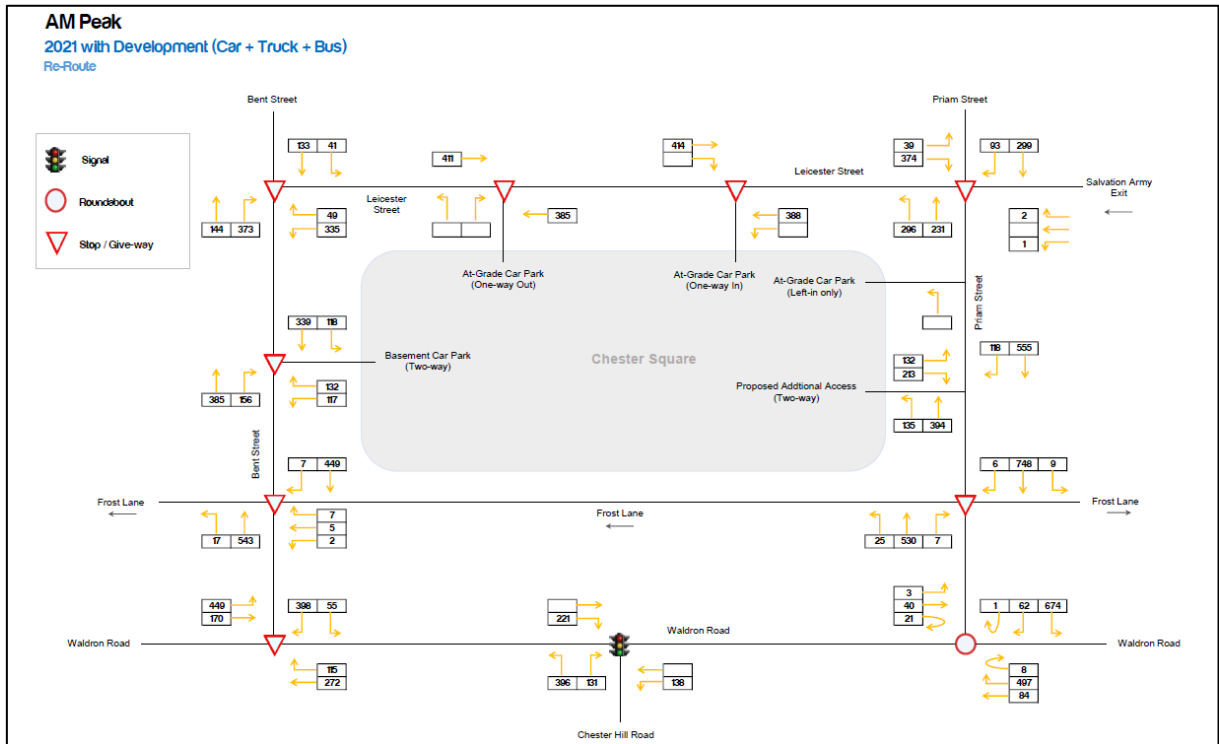 AM Peak
2021 with Development (Car + Truck + Bus)
Re-Route
Bent Street
Priam Street
Signal
Roundabout
Stop / Give-way
133 41
411
414
39
374
93 299
Leicester Street
Salvation Army
Exit
Leicester
Street
144 373
49
335
385
388
296 231
2
1
At-Grade Car Park
(One-way Out)
At-Grade Car Park
(One-way In)
At-Grade Car Park
(Left-in only)
Priam Street
339 118
Basement Car Park
(Two-way)
Chester Square
132
213
118 555
385 156
132
117
Proposed Addtional Access
(Two-way)
135 394
Bent Street
7 449
6 748 9
Frost Lane
Frost Lane
Frost Lane
17 543
7
5
2
25 530 7
449
170
398 55
221
3
40
21
1 62 674
Waldron Road
Waldron Road
Waldron Road
115
272
396 131
138
8
497
84
Chester Hill Road